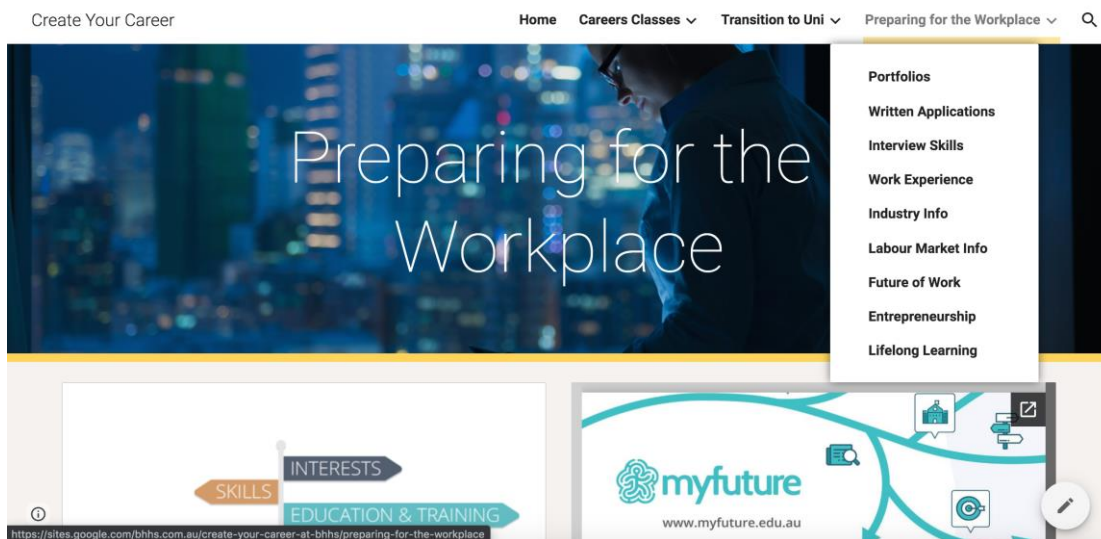 Create Your Career
Home Careers Classes Transition to Uni Preparing for the Workplace
Portfolios
Written Applications
Interview Skills
Work Experience
Industry Info
Labour Market Info
Future of Work
Entrepreneurship
Lifelong Learning
Preparing for the
Workplace
INTERESTS
SKILLS
EDUCATION & TRAINING
myfuture
www.myfuture.edu.au
https://sites.google.com/bhhs.com.au/create-your-career-at-bhhs/preparing-for-the-workplace